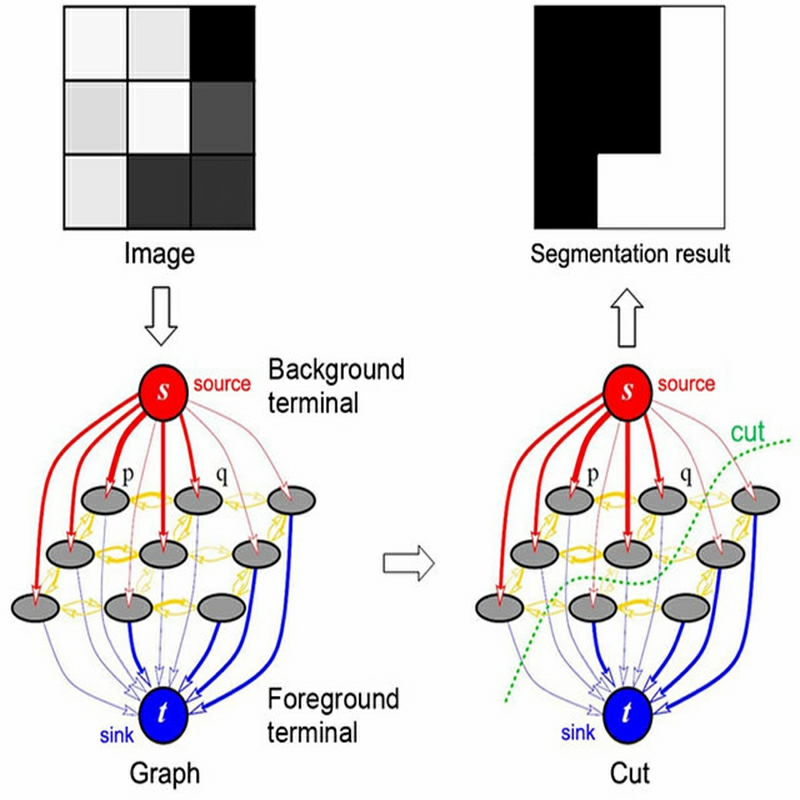 Image
Segmentation result
s
source
Background
terminal
p
q
sink
t
Foreground
terminal
Graph
s
source
cut
p
q
sink
t
Cut